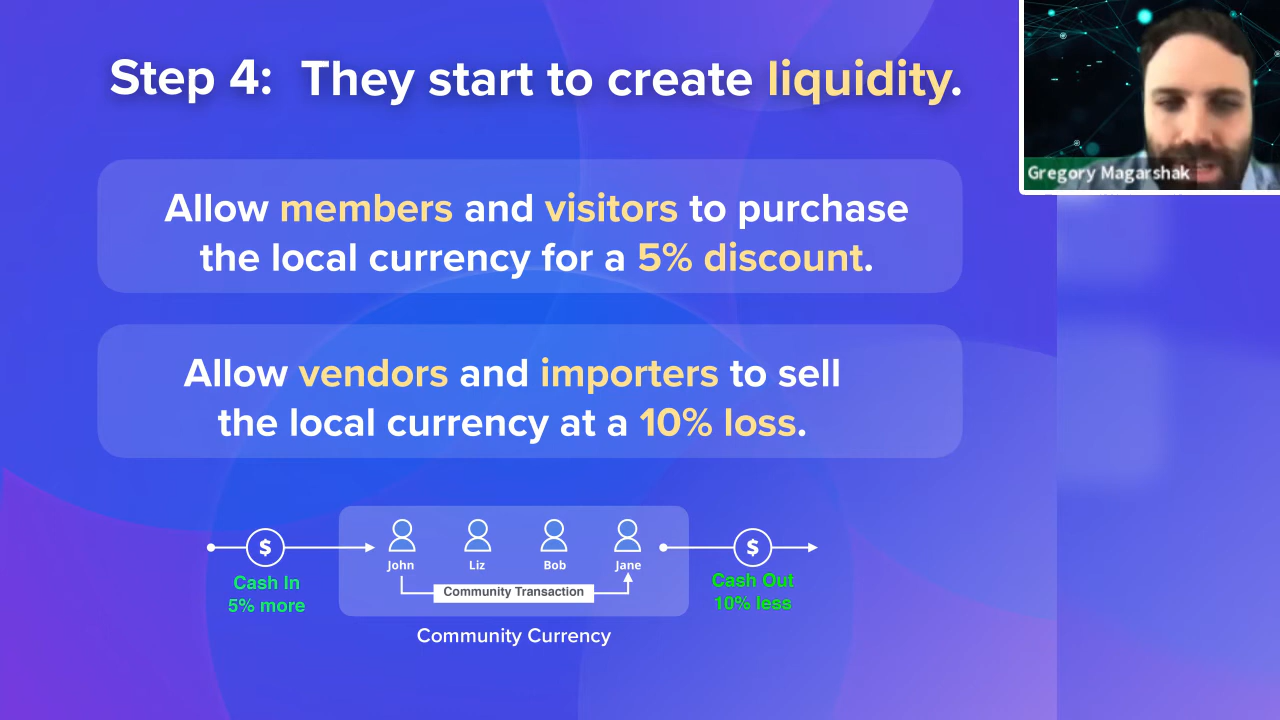 Step 4: They start to create liquidity.
Gregory Magarshak
Allow members and visitors to purchase
the local currency for a 5% discount.
Allow vendors and importers to sell
the local currency at a 10% loss.
$
Cash In
5% more
John Liz Bob Jane
Community Transaction
Community Currency
$
Cash Out
10% less